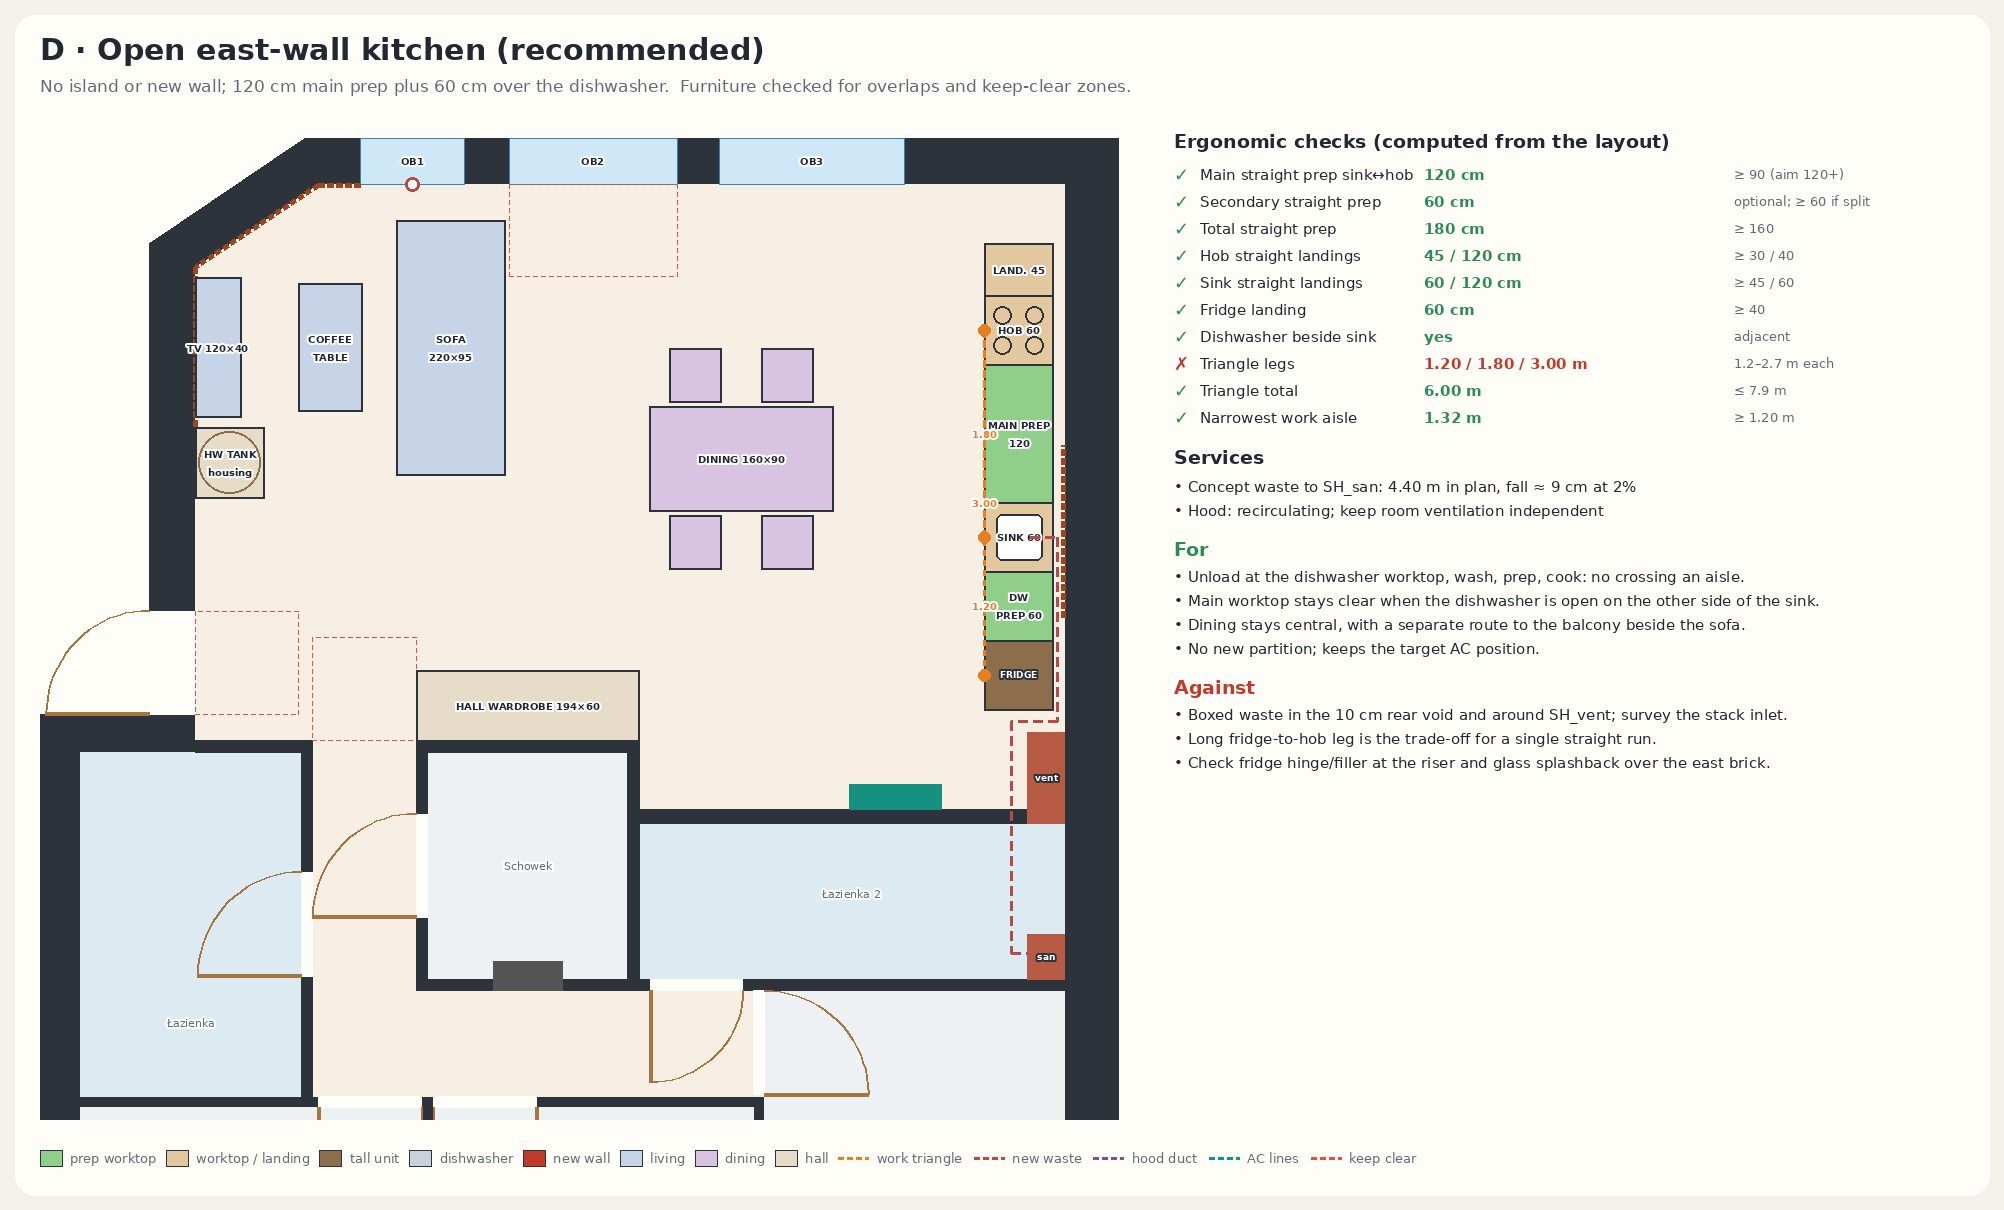 D · Open east-wall kitchen (recommended)
No island or new wall; 120 cm main prep plus 60 cm over the dishwasher. Furniture checked for overlaps and keep-clear zones.
OB1
OB2
OB3
LAND. 45
HOB 60
TV 120×40
COFFEE
TABLE
SOFA
220×95
MAIN PREP
120
1.80
HW TANK
housing
DINING 160×90
3.00
SINK 60
DW
PREP 60
1.20
FRIDGE
HALL WARDROBE 194×60
vent
Schowek
Łazienka 2
san
Łazienka
Ergonomic checks (computed from the layout)
✓ Main straight prep sink↔hob 120 cm ≥ 90 (aim 120+)
✓ Secondary straight prep 60 cm optional; ≥ 60 if split
✓ Total straight prep 180 cm ≥ 160
✓ Hob straight landings 45 / 120 cm ≥ 30 / 40
✓ Sink straight landings 60 / 120 cm ≥ 45 / 60
✓ Fridge landing 60 cm ≥ 40
✓ Dishwasher beside sink yes adjacent
✗ Triangle legs 1.20 / 1.80 / 3.00 m 1.2–2.7 m each
✓ Triangle total 6.00 m ≤ 7.9 m
✓ Narrowest work aisle 1.32 m ≥ 1.20 m
Services
• Concept waste to SH_san: 4.40 m in plan, fall ≈ 9 cm at 2%
• Hood: recirculating; keep room ventilation independent
For
• Unload at the dishwasher worktop, wash, prep, cook: no crossing an aisle.
• Main worktop stays clear when the dishwasher is open on the other side of the sink.
• Dining stays central, with a separate route to the balcony beside the sofa.
• No new partition; keeps the target AC position.
Against
• Boxed waste in the 10 cm rear void and around SH_vent; survey the stack inlet.
• Long fridge-to-hob leg is the trade-off for a single straight run.
• Check fridge hinge/filler at the riser and glass splashback over the east brick.
prep worktop worktop / landing tall unit dishwasher new wall living dining hall work triangle new waste hood duct AC lines keep clear